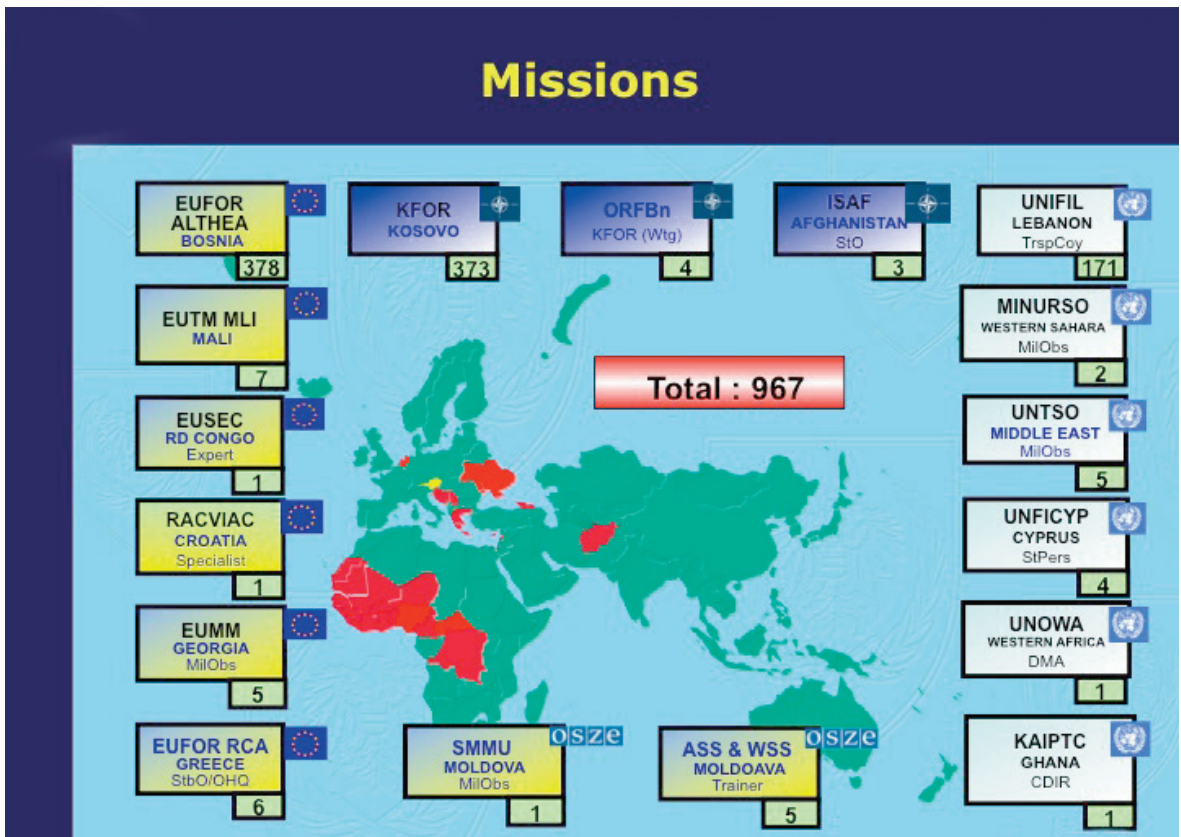 Missions
EUFOR
ALTHEA
BOSNIA
378
KFOR
KOSOVO
373
ORFBn
KFOR (Wtg)
4
ISAF
AFGHANISTAN
StO
3
UNIFIL
LEBANON
TrspCoy
171
EUTM MLI
MALI
7
MINURSO
WESTERN SAHARA
MilObs
2
Total : 967
EUSEC
RD CONGO
Expert
1
UNTSO
MIDDLE EAST
MilObs
5
RACVIAC
CROATIA
Specialist
1
UNFICYP
CYPRUS
StPers
4
EUMM
GEORGIA
MilObs
5
UNOWA
WESTERN AFRICA
DMA
1
EUFOR RCA
GREECE
StbO/OHQ
6
SMMU
MOLDOVA
MilObs
1
osze
ASS & WSS
MOLDOAVA
Trainer
5
osze
KAIPTC
GHANA
CDIR
1